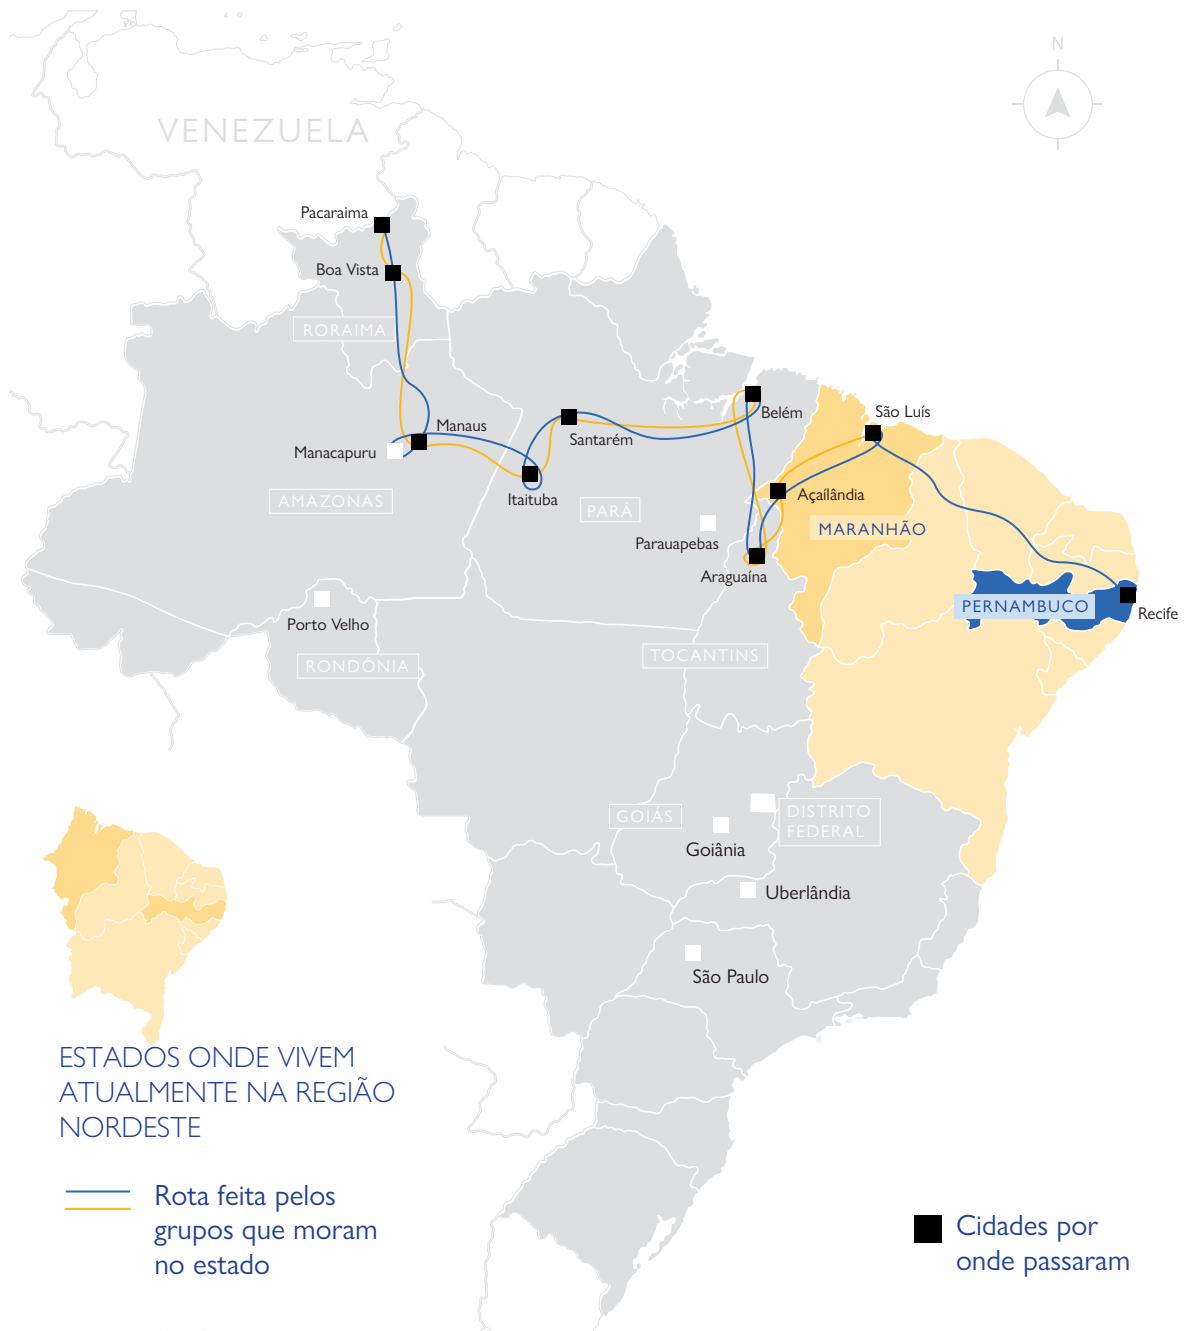 N
VENEZUELA
Pacaraima
Boa Vista
RORAIMA
Belém
São Luís
Manaus
Santarém
Manacapuru
Itaituba
Açaílândia
AMAZONAS
PARÁ
MARANHÃO
Parauapebas
Araguaína
PERNAMBUCO
Recife
Porto Velho
RONDÔNIA
TOCANTINS
GOIÁS
DISTRITO
FEDERAL
Goiânia
Uberlândia
São Paulo
ESTADOS ONDE VIVEM
ATUALMENTE NA REGIÃO
NORDESTE
Rota feita pelos
grupos que moram
no estado
Cidades por
onde passaram